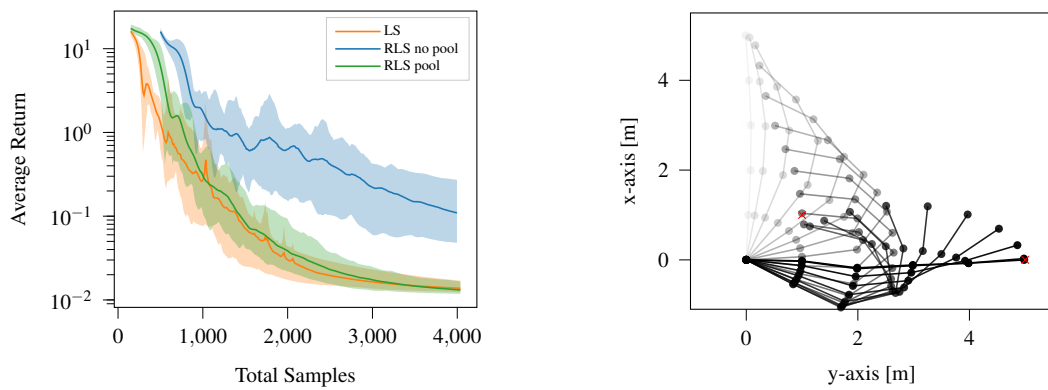 LS
RLS no pool
RLS pool
10^1
10^0
10^−1
10^−2
Average Return
0
1,000
2,000
3,000
4,000
Total Samples
4
2
0
x-axis [m]
0
2
4
y-axis [m]